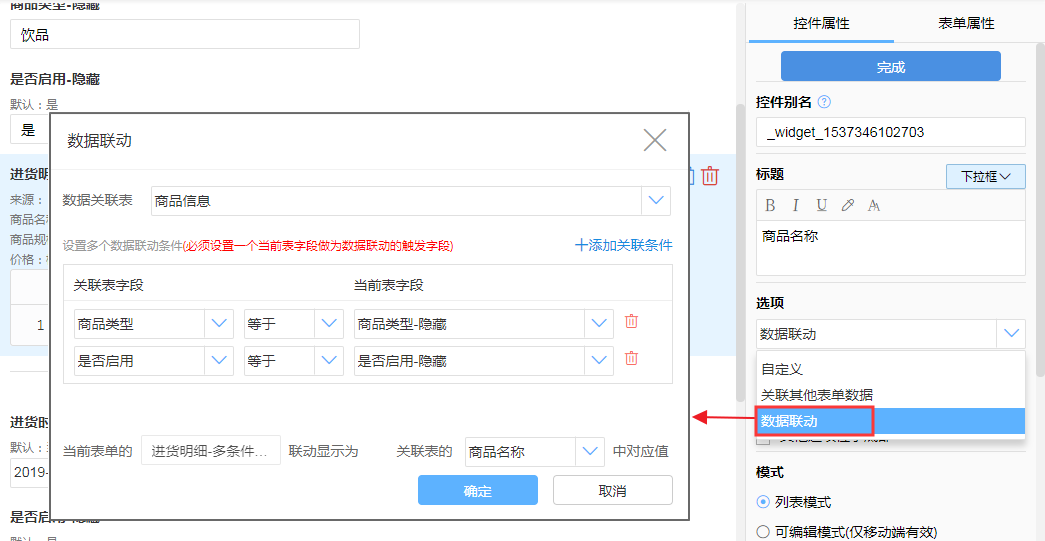 商品类型-隐藏
饮品
是否启用-隐藏
默认：是
是
进货明
来源：
商品名
商品规
价格：
1
进货时
默认：
2019-
是否启用-隐藏
默认：是
数据联动
数据关联表
商品信息
设置多个数据联动条件(必须设置一个当前表字段做为数据联动的触发字段)
添加关联条件
关联表字段 当前表字段
商品类型 等于 商品类型-隐藏
是否启用 等于 是否启用-隐藏
当前表单的 进货明细-多条件... 联动显示为 关联表的 商品名称 中对应值
确定 取消
控件属性 表单属性
完成
控件别名 ?
_widget_1537346102703
标题 下拉框
B I U A
商品名称
选项
数据联动
自定义
关联其他表单数据
数据联动
模式
列表模式
可编辑模式(仅移动端有效)